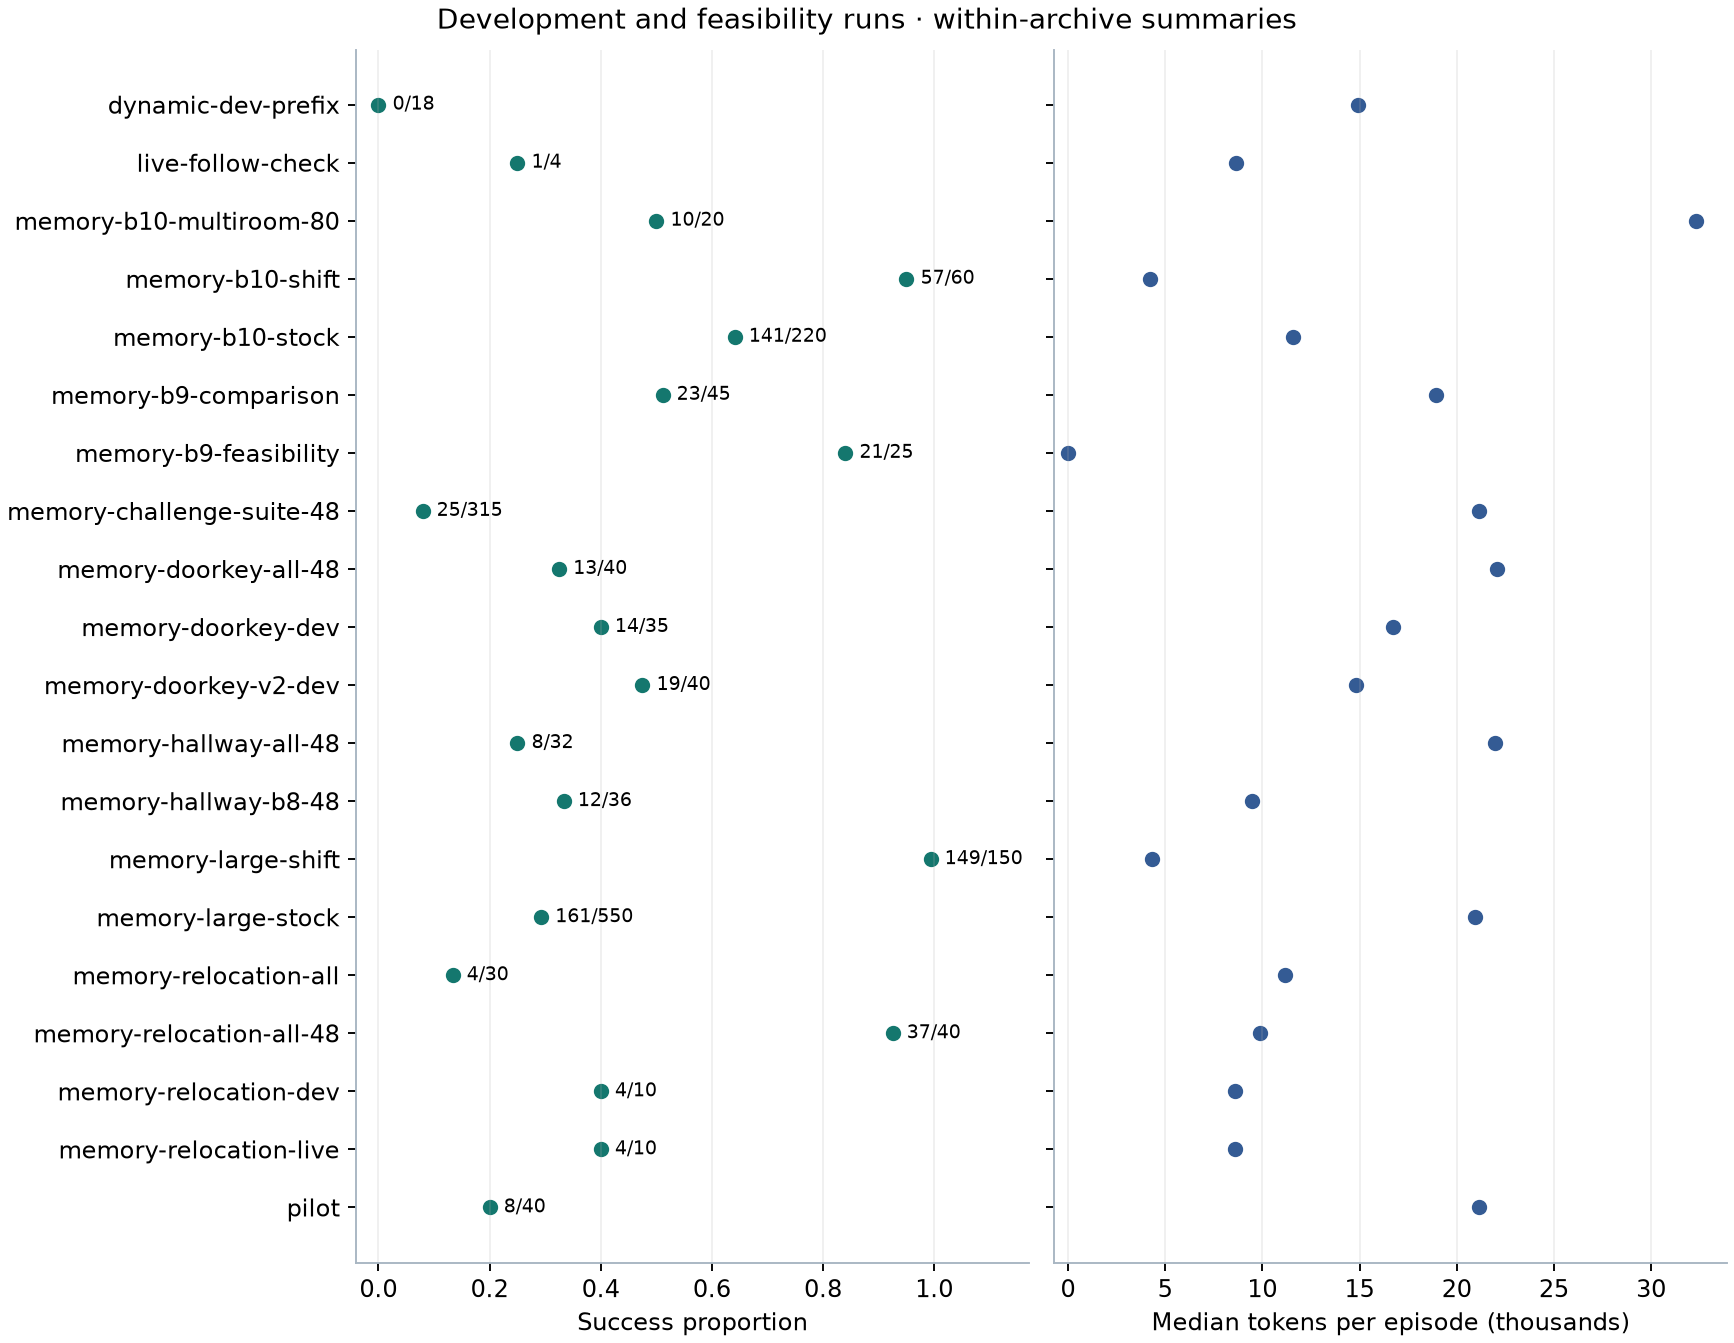 Development and feasibility runs · within-archive summaries
dynamic-dev-prefix 0/18
live-follow-check 1/4
memory-b10-multiroom-80 10/20
memory-b10-shift 57/60
memory-b10-stock 141/220
memory-b9-comparison 23/45
memory-b9-feasibility 21/25
memory-challenge-suite-48 25/315
memory-doorkey-all-48 13/40
memory-doorkey-dev 14/35
memory-doorkey-v2-dev 19/40
memory-hallway-all-48 8/32
memory-hallway-b8-48 12/36
memory-large-shift 149/150
memory-large-stock 161/550
memory-relocation-all 4/30
memory-relocation-all-48 37/40
memory-relocation-dev 4/10
memory-relocation-live 4/10
pilot 8/40
0.0 0.2 0.4 0.6 0.8 1.0
Success proportion
0 5 10 15 20 25 30
Median tokens per episode (thousands)